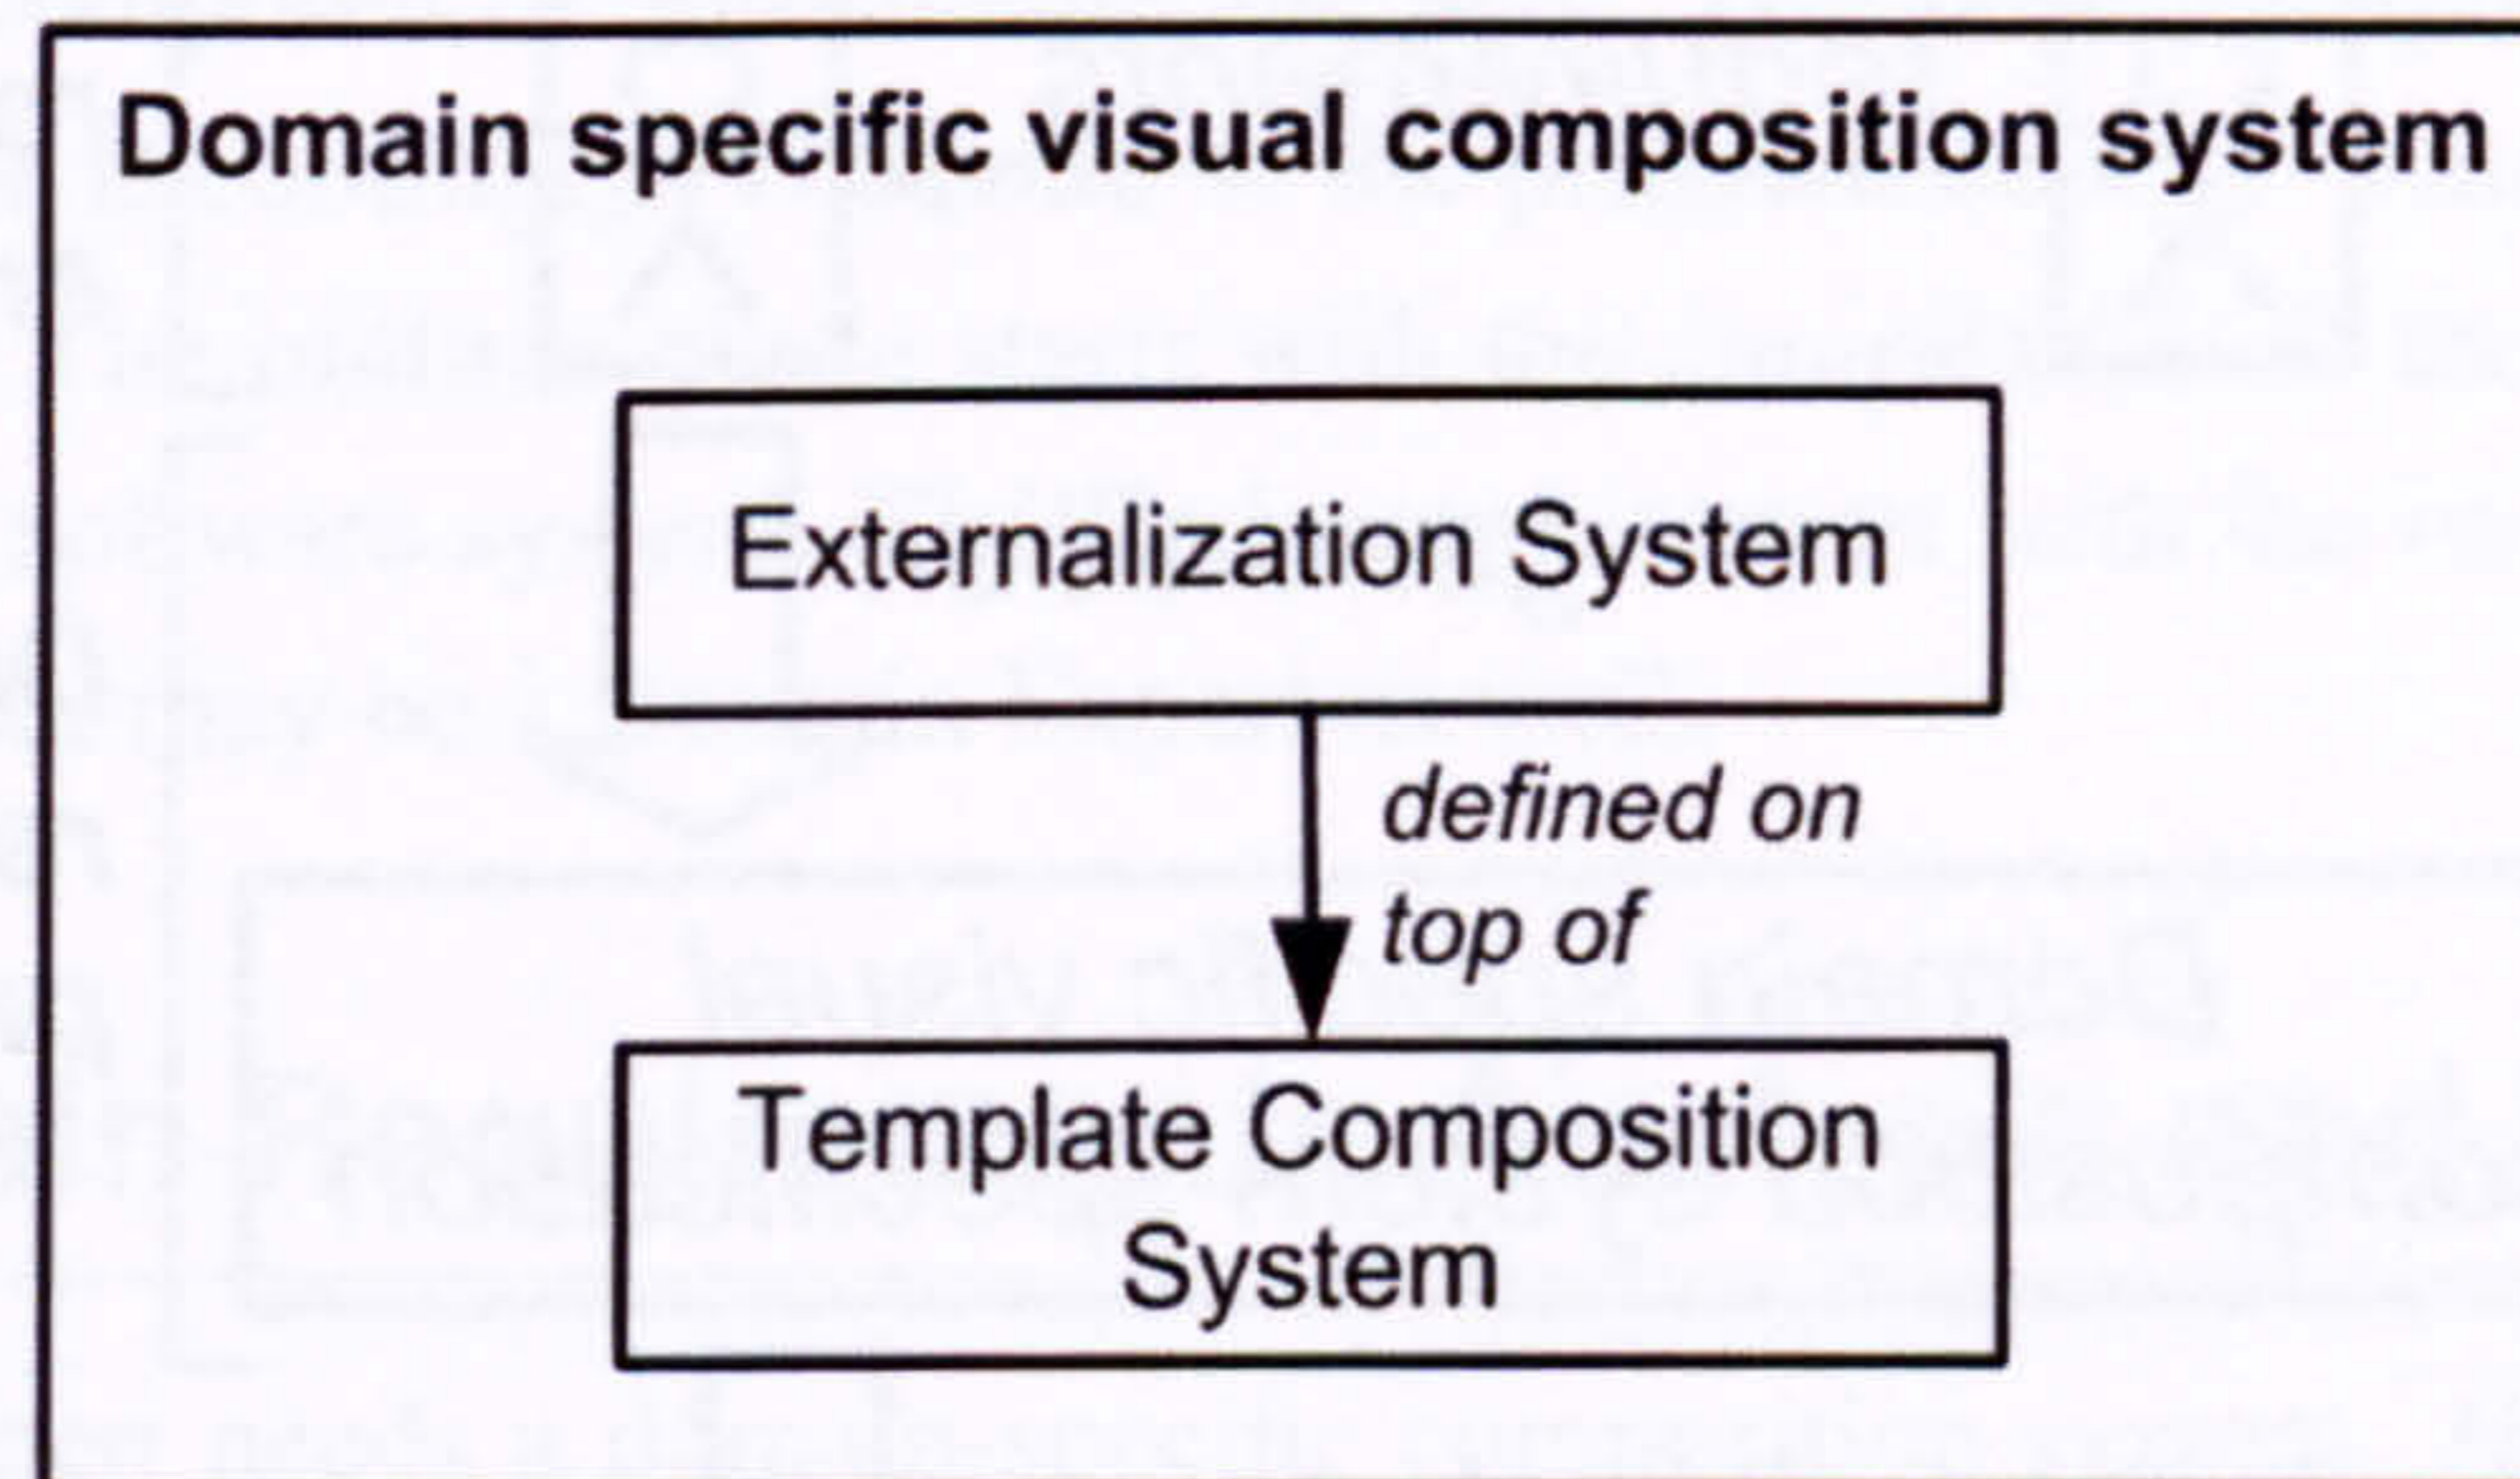 Domain specific visual composition system
Externalization System
defined on
top of
Template Composition
System